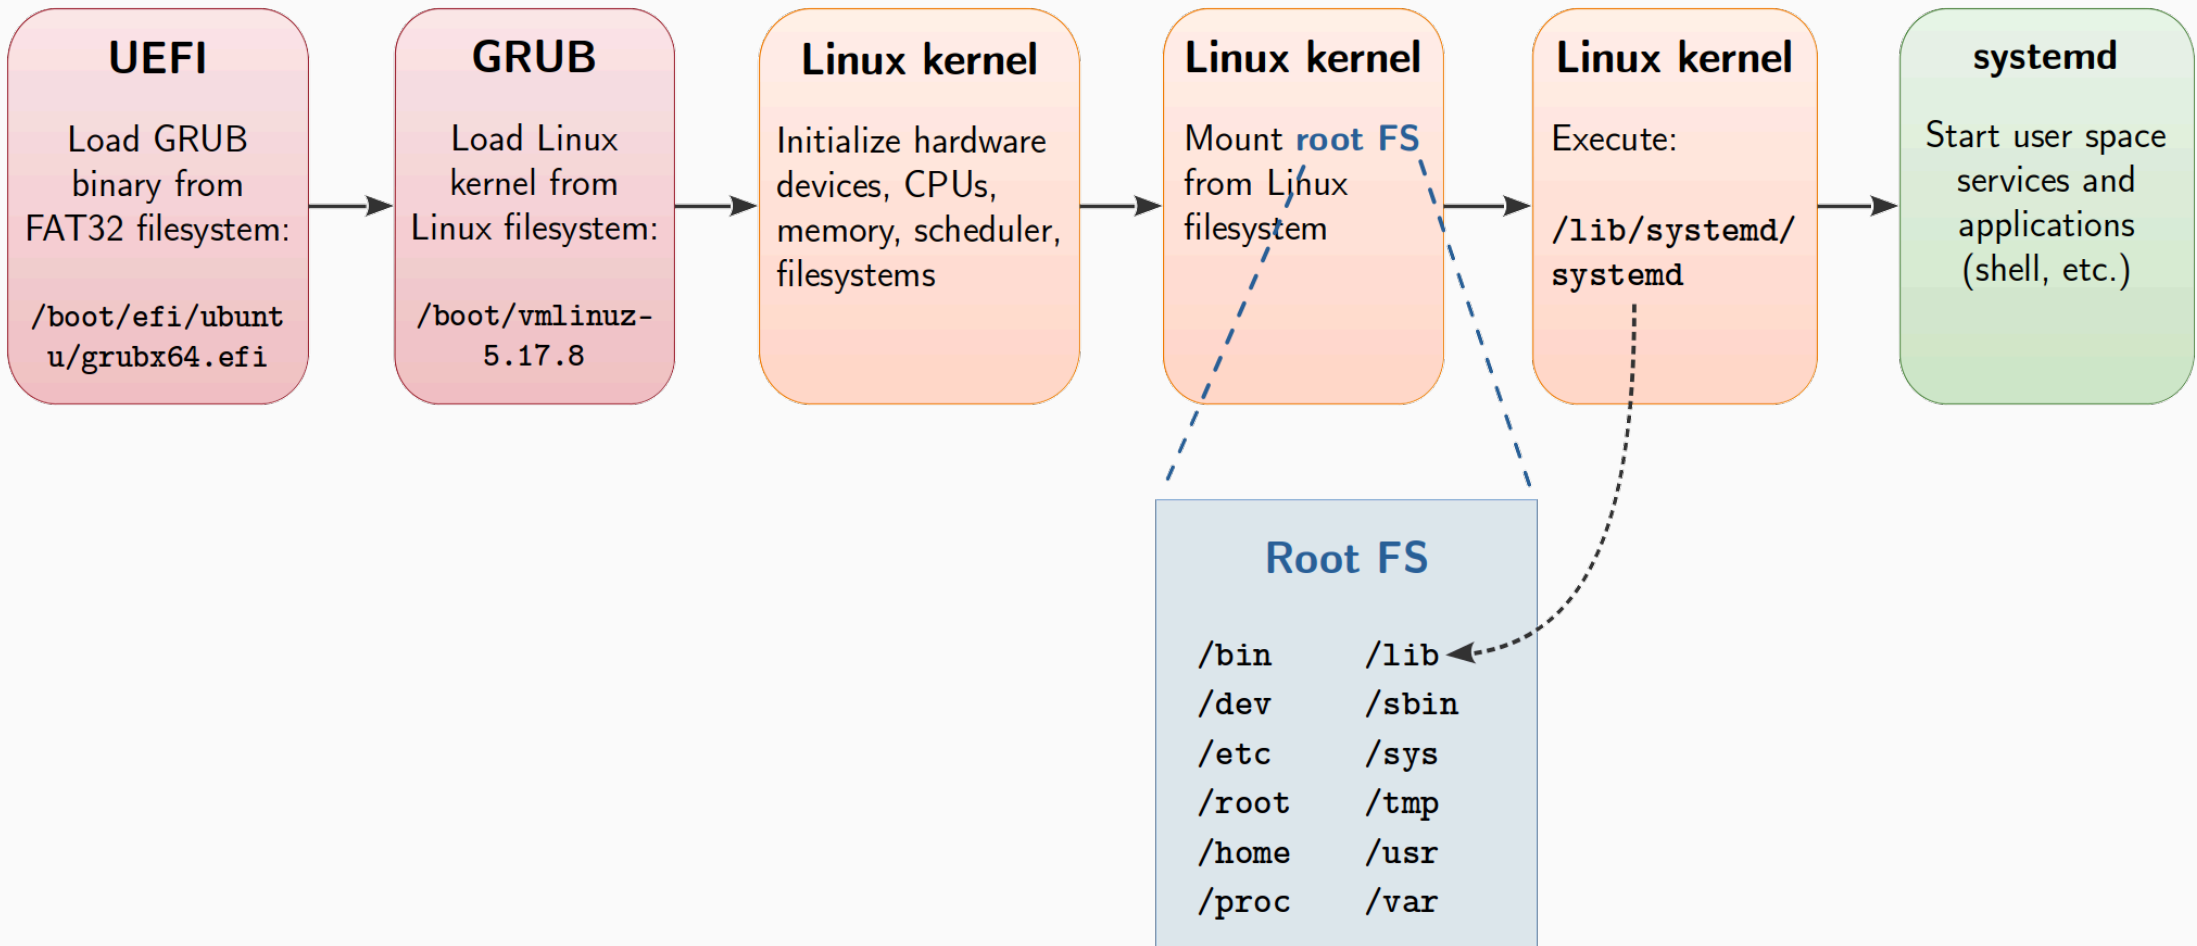 UEFI
Load GRUB
binary from
FAT32 filesystem:
/boot/efi/ubunt
u/grubx64.efi
GRUB
Load Linux
kernel from
Linux filesystem:
/boot/vmlinuz-
5.17.8
Linux kernel
Initialize hardware
devices, CPUs,
memory, scheduler,
filesystems
Linux kernel
Mount root FS
from Linux
filesystem
Linux kernel
Execute:
/lib/systemd/
systemd
systemd
Start user space
services and
applications
(shell, etc.)
Root FS
/bin /lib
/dev /sbin
/etc /sys
/root /tmp
/home /usr
/proc /var